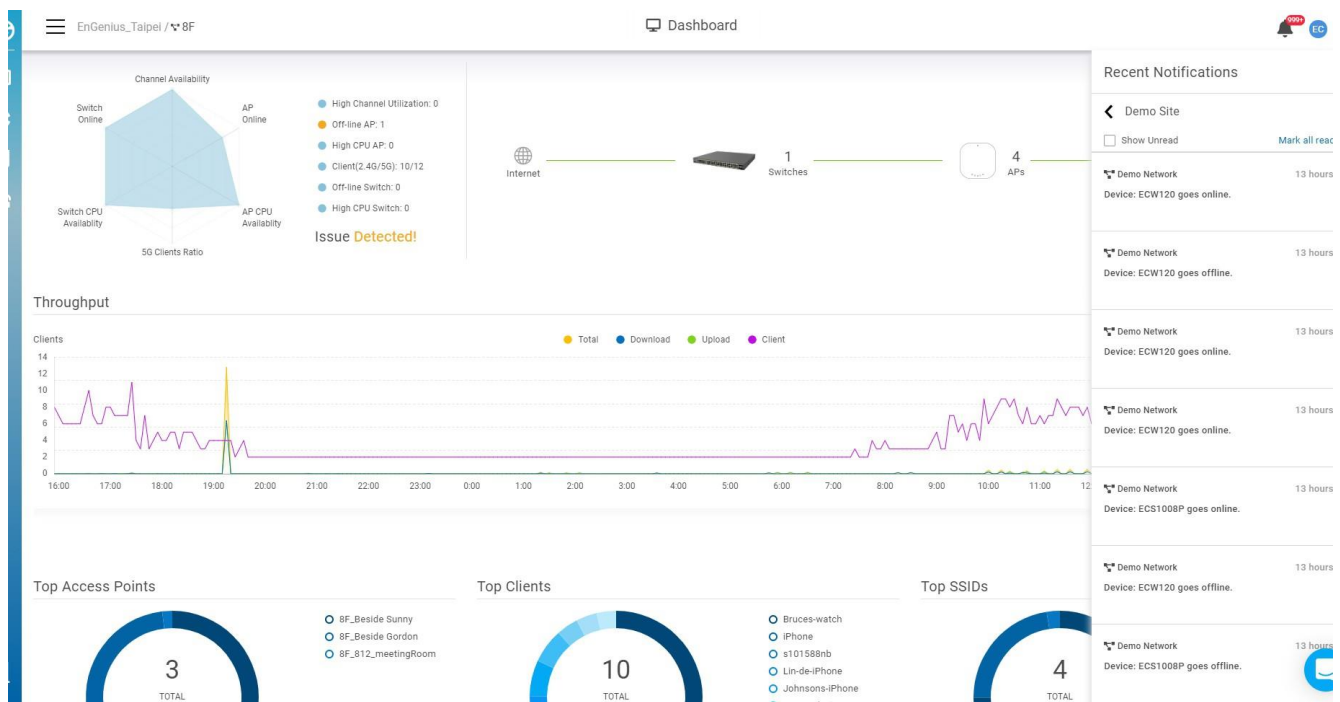 EnGenius_Taipei / 8F
Dashboard
999+
EC
Channel Availability
Switch
Online
AP
Online
Switch CPU
Availablity
AP CPU
Availablity
5G Clients Ratio
High Channel Utilization: 0
Off-line AP: 1
High CPU AP: 0
Client(2.4G/5G): 10/12
Off-line Switch: 0
High CPU Switch: 0
Issue Detected!
Internet
1
Switches
4
APs
Throughput
Clients
Total
Download
Upload
Client
14
12
10
8
6
4
2
0
16:00 17:00 18:00 19:00 20:00 21:00 22:00 23:00 0:00 1:00 2:00 3:00 4:00 5:00 6:00 7:00 8:00 9:00 10:00 11:00 12
Top Access Points
3
TOTAL
8F_Beside Sunny
8F_Beside Gordon
8F_812_meetingRoom
Top Clients
10
TOTAL
Bruces-watch
iPhone
s101588nb
Lin-de-iPhone
Johnsons-iPhone
Top SSIDs
4
TOTAL
Recent Notifications
Demo Site
Show Unread
Mark all read
Demo Network 13 hours
Device: ECW120 goes online.
Demo Network 13 hours
Device: ECW120 goes offline.
Demo Network 13 hours
Device: ECW120 goes online.
Demo Network 13 hours
Device: ECW120 goes online.
Demo Network 13 hours
Device: ECS1008P goes online.
Demo Network 13 hours
Device: ECW120 goes offline.
Demo Network 13 hours
Device: ECS1008P goes offline.